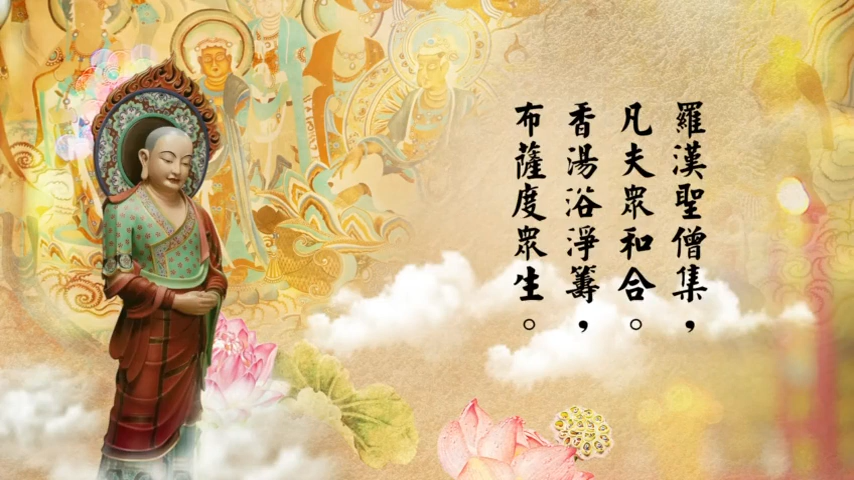 羅漢聖僧集，
凡夫眾和合。
香湯浴淨籌，
布薩度眾生。